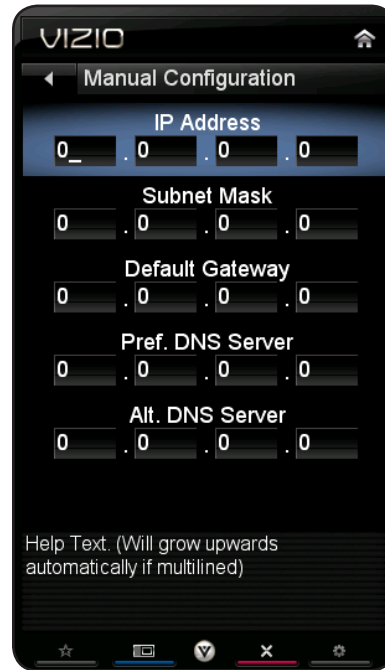 VIZIO
Manual Configuration
IP Address
0_ . 0 . 0 . 0
Subnet Mask
0 . 0 . 0 . 0
Default Gateway
0 . 0 . 0 . 0
Pref. DNS Server
0 . 0 . 0 . 0
Alt. DNS Server
0 . 0 . 0 . 0
Help Text. (Will grow upwards
automatically if multilined)
V